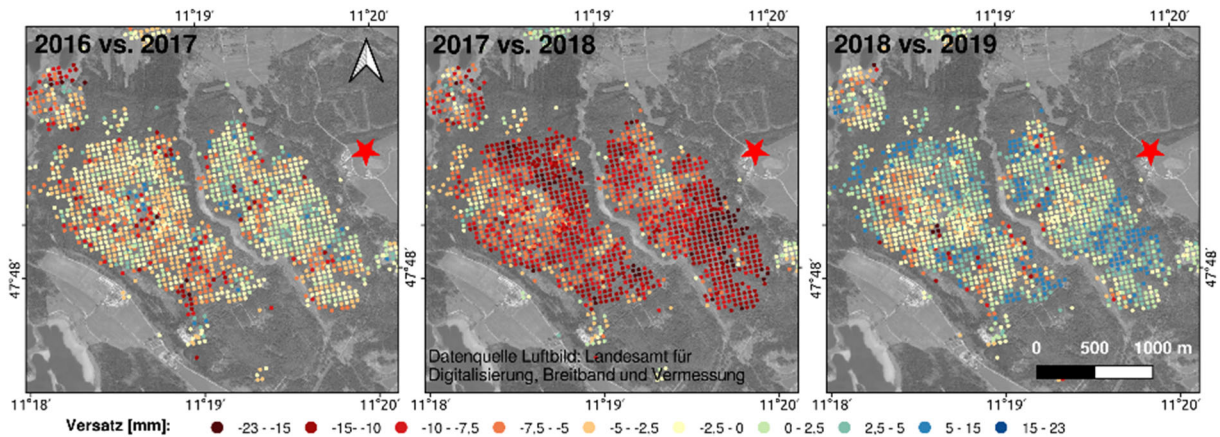 11°19′ 11°20′ 11°19′ 11°20′ 11°19′ 11°20′
2016 vs. 2017 2017 vs. 2018 2018 vs. 2019
47°48′ 47°48′ 47°48′ 47°48′
Datenquelle Luftbild: Landesamt für
Digitalisierung, Breitband und Vermessung
0 500 1000 m
11°18′ 11°19′ 11°20′ 11°18′ 11°19′ 11°20′ 11°18′ 11°19′ 11°20′
Versatz [mm]: -23 - -15 -15- -10 -10 - -7,5 -7,5 - -5 -5 - -2,5 -2,5 - 0 0 - 2,5 2,5 - 5 5 - 15 15 - 23